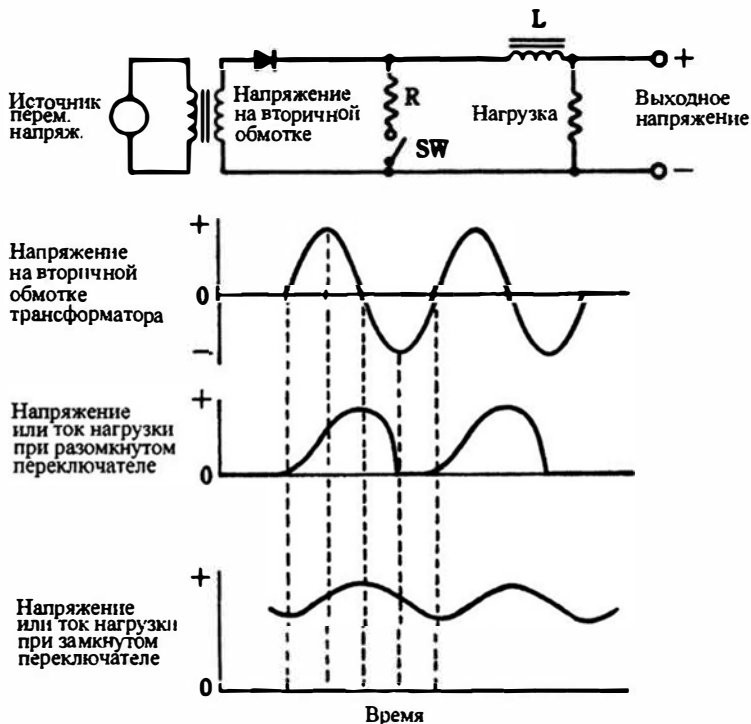 L
+
Источник
перем.
напряж.
Напряжение
на вторичной
обмотке
R
SW
Нагрузка
Выходное
напряжение
−
+
Напряжение
на вторичной
обмотке
трансформатора
0
−
+
Напряжение
или ток нагрузки
при разомкнутом
переключателе
0
+
Напряжение
или ток нагрузки
при замкнутом
переключателе
0
Время